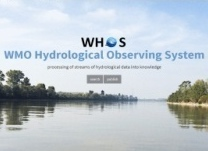 WHOS
WMO Hydrological Observing System
processing of streams of hydrological data into knowledge